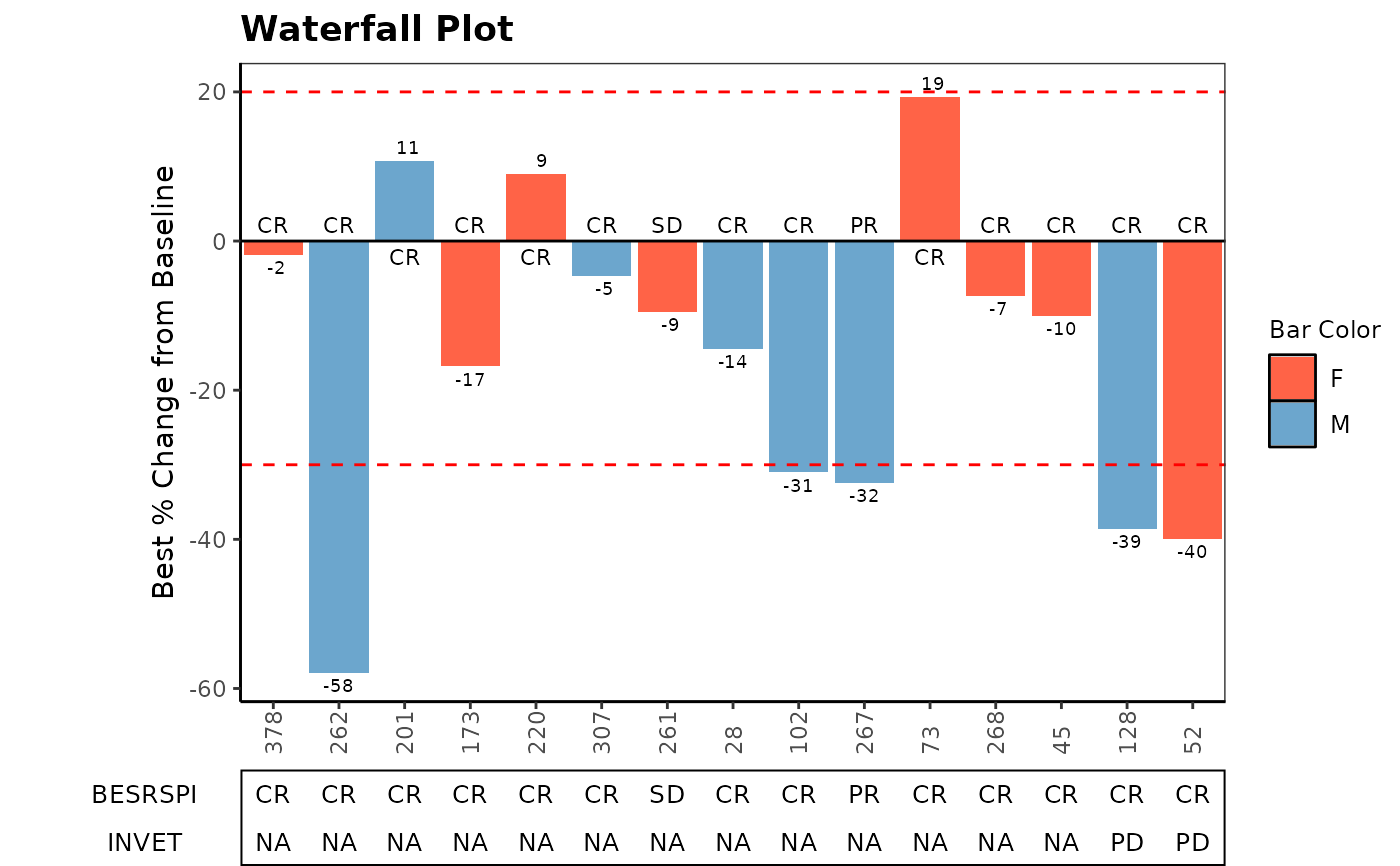 Waterfall Plot
Best % Change from Baseline
20
0
-20
-40
-60
19
11
9
CR CR CR CR SD CR CR PR CR CR CR CR
CR CR CR
-2
-5
-7
-9
-10
-14
-17
-31
-32
-39
-40
-58
378 262 201 173 220 307 261 28 102 267 73 268 45 128 52
Bar Color
F
M
BESRSPI CR CR CR CR CR CR SD CR CR PR CR CR CR CR CR
INVET NA NA NA NA NA NA NA NA NA NA NA NA NA PD PD